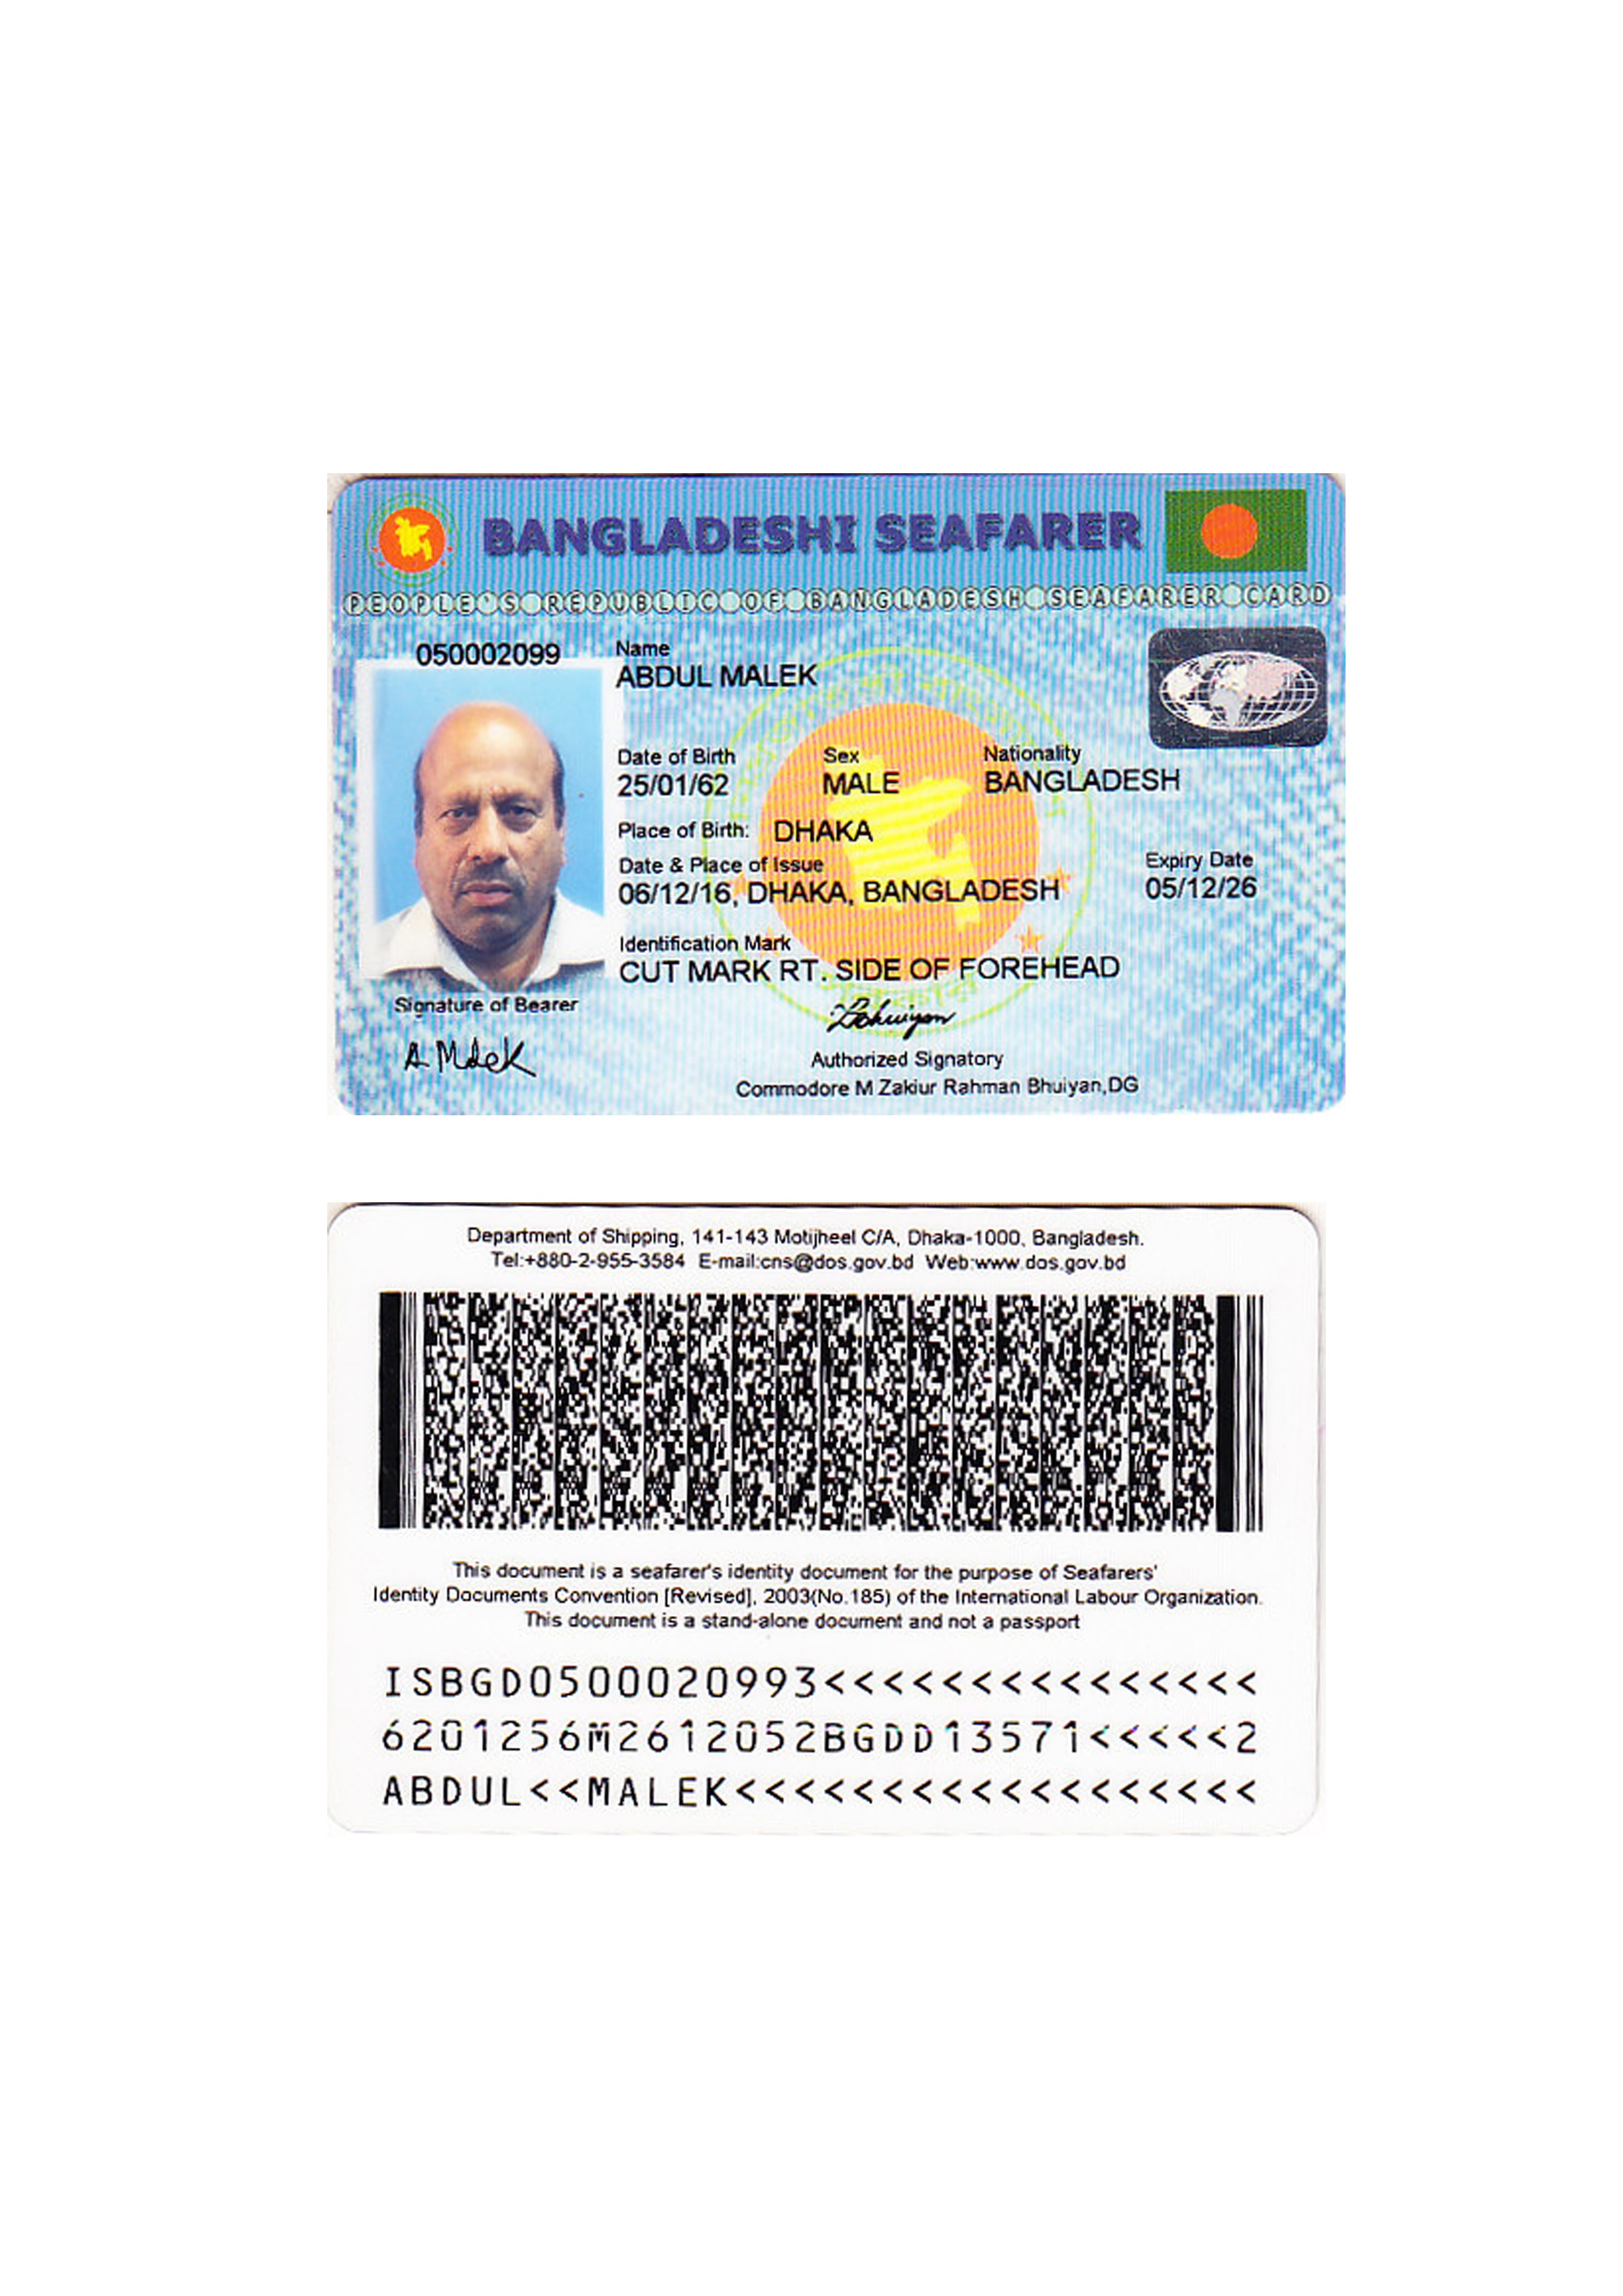 BANGLADESHI SEAFARER
PEOPLE'S REPUBLIC OF BANGLADESH SEAFARER CARD
050002099
Name
ABDUL MALEK
Date of Birth Sex Nationality
25/01/62 MALE BANGLADESH
Place of Birth: DHAKA
Date & Place of Issue Expiry Date
06/12/16, DHAKA, BANGLADESH 05/12/26
Identification Mark
CUT MARK RT. SIDE OF FOREHEAD
Signature of Bearer
A Malek
Authorized Signatory
Commodore M Zakiur Rahman Bhuiyan,DG
Department of Shipping, 141-143 Motijheel C/A, Dhaka-1000, Bangladesh.
Tel:+880-2-955-3584 E-mail:cns@dos.gov.bd Web:www.dos.gov.bd
This document is a seafarer's identity document for the purpose of Seafarers'
Identity Documents Convention [Revised], 2003(No.185) of the International Labour Organization.
This document is a stand-alone document and not a passport
ISBGD0500020993<<<<<<<<<<<<<<<
6201256M2612052BGDD13571<<<<<2
ABDUL<<MALEK<<<<<<<<<<<<<<<<<<